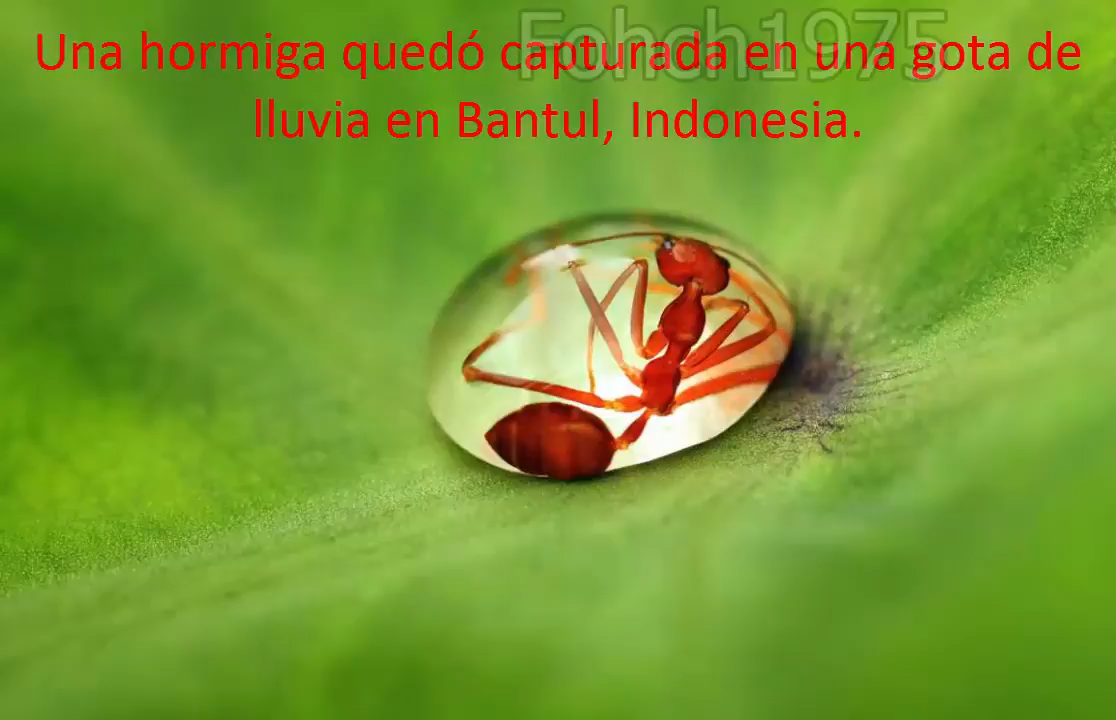 Fohch1975
Una hormiga quedó capturada en una gota de
lluvia en Bantul, Indonesia.